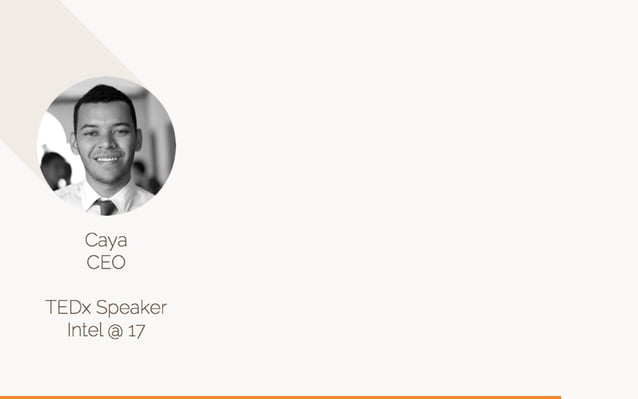 Caya
CEO
TEDx Speaker
Intel @ 17